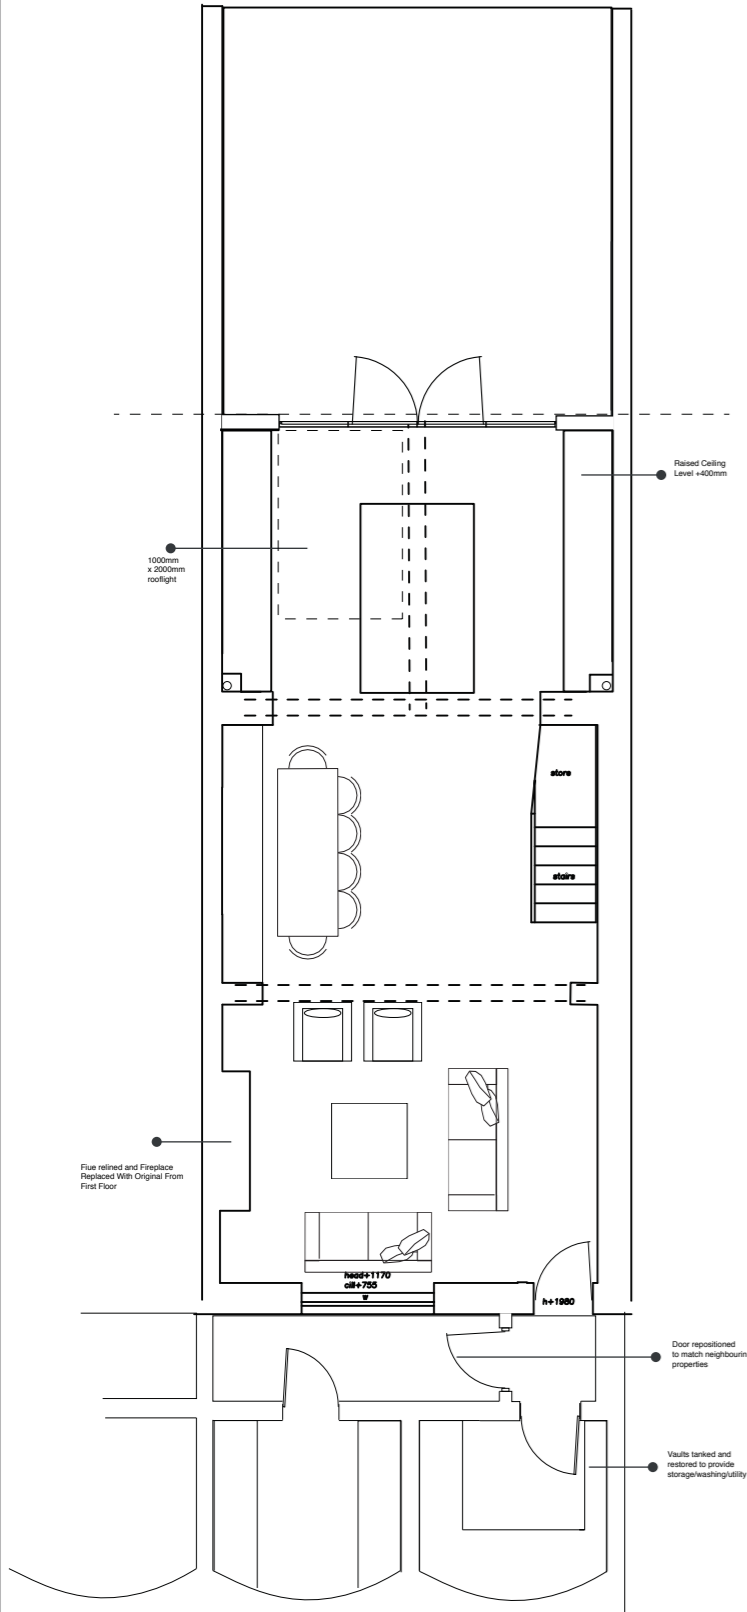 Raised Ceiling
Level +400mm
1000mm
x 2000mm
rooflight
store
stairs
Flue relined and Fireplace
Replaced With Original From
First Floor
head+1170
cill+755
w
h+1980
Door repositioned
to match neighbourin
properties
Vaults tanked and
restored to provide
storage/washing/utility